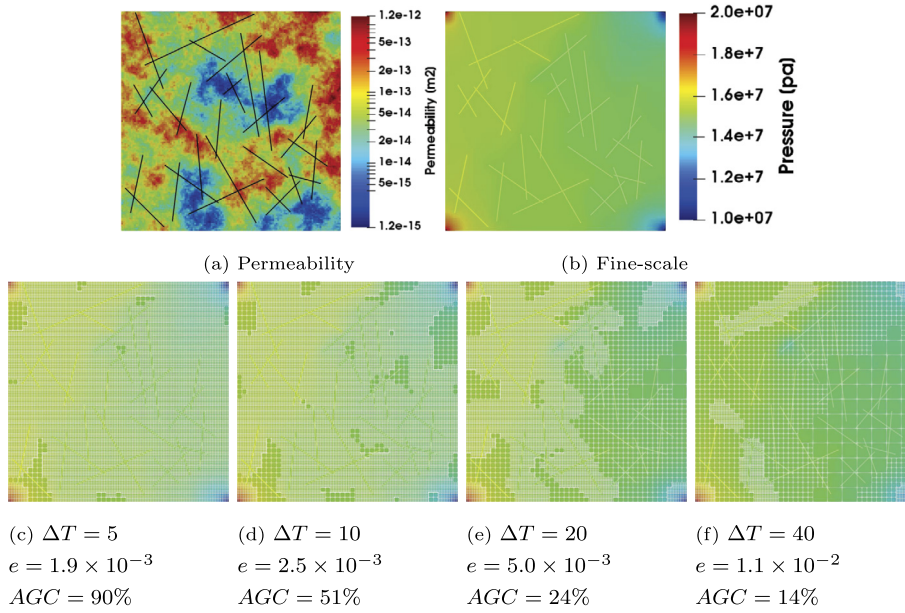 1.2e-12
5e-13
2e-13
1e-13
5e-14
2e-14
1e-14
5e-15
1.2e-15
Permeability (m2)
2.0e+07
1.8e+7
1.6e+7
1.4e+7
1.2e+7
1.0e+07
Pressure (pa)
(a) Permeability
(b) Fine-scale
(c) ΔT = 5
e = 1.9 × 10⁻³
AGC = 90%
(d) ΔT = 10
e = 2.5 × 10⁻³
AGC = 51%
(e) ΔT = 20
e = 5.0 × 10⁻³
AGC = 24%
(f) ΔT = 40
e = 1.1 × 10⁻²
AGC = 14%